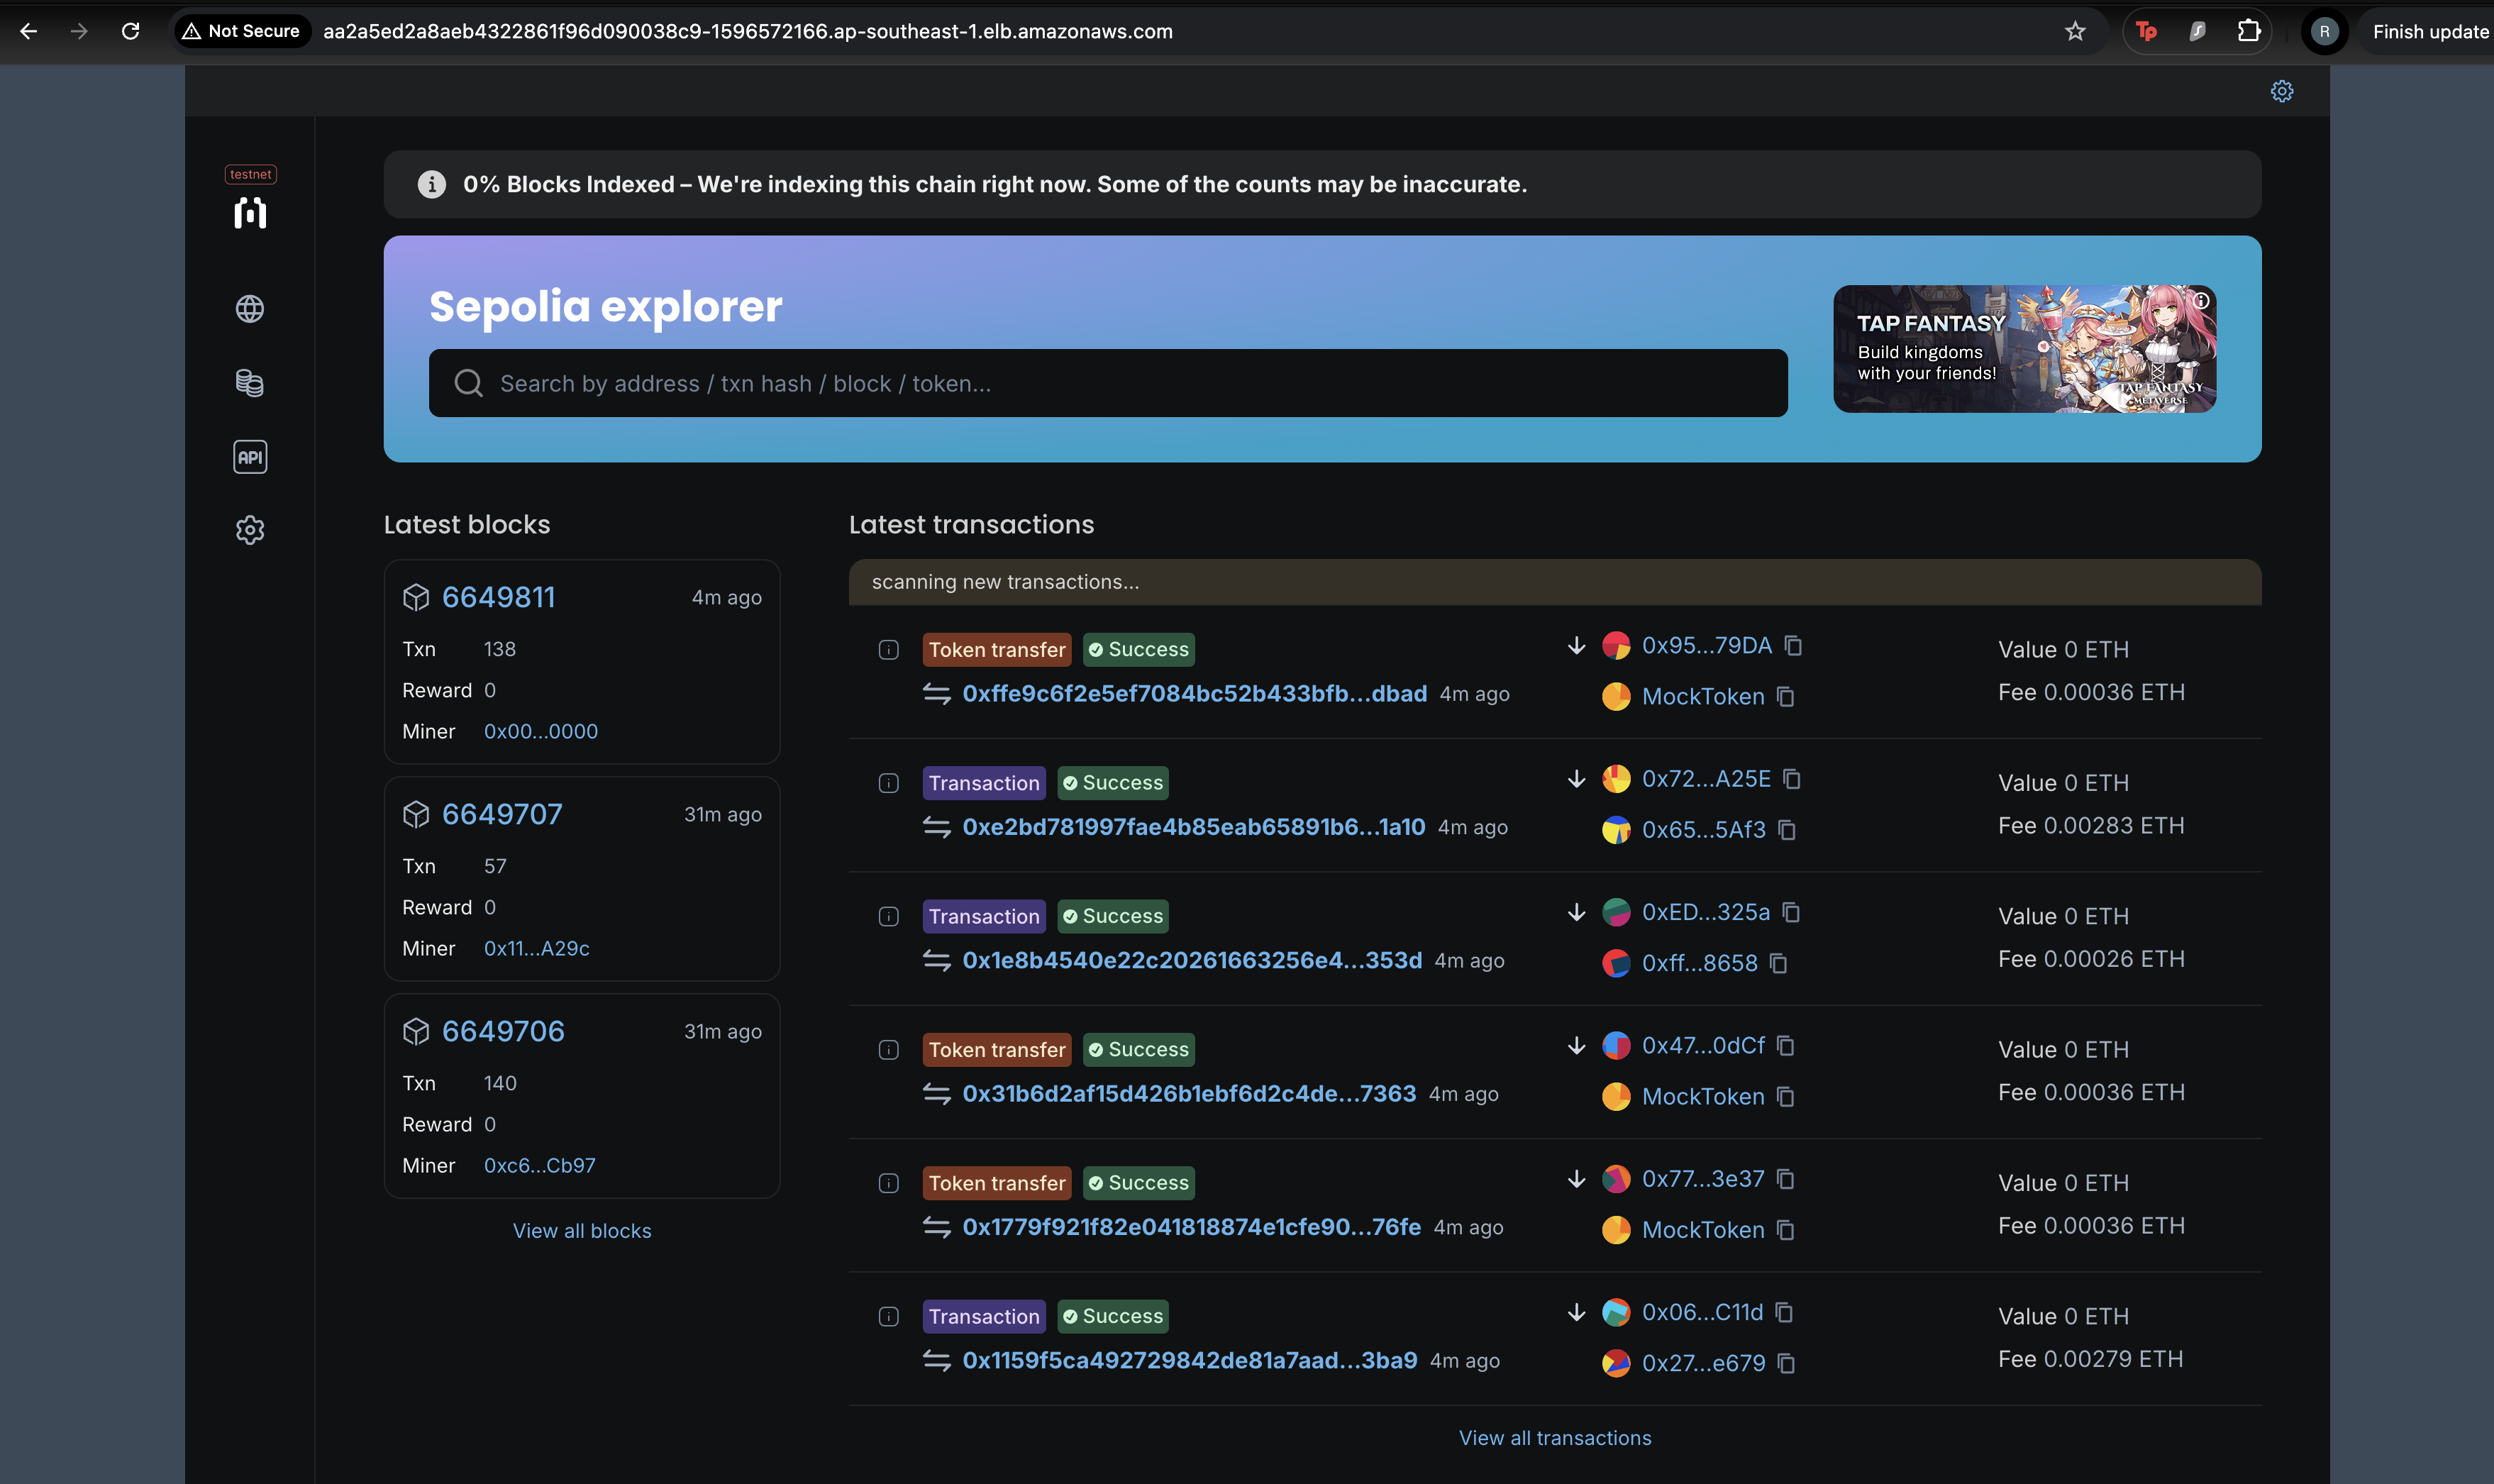 Not Secure
aa2a5ed2a8aeb4322861f96d090038c9-1596572166.ap-southeast-1.elb.amazonaws.com
Tp
R
Finish update
testnet
0% Blocks Indexed – We're indexing this chain right now. Some of the counts may be inaccurate.
Sepolia explorer
Search by address / txn hash / block / token...
TAP FANTASY
Build kingdoms
with your friends!
TAP FANTASY
METAVERSE
API
Latest blocks
6649811 4m ago
Txn 138
Reward 0
Miner 0x00...0000
6649707 31m ago
Txn 57
Reward 0
Miner 0x11...A29c
6649706 31m ago
Txn 140
Reward 0
Miner 0xc6...Cb97
View all blocks
Latest transactions
scanning new transactions...
Token transfer Success
0xffe9c6f2e5ef7084bc52b433bfb...dbad 4m ago
0x95...79DA
MockToken
Value 0 ETH
Fee 0.00036 ETH
Transaction Success
0xe2bd781997fae4b85eab65891b6...1a10 4m ago
0x72...A25E
0x65...5Af3
Value 0 ETH
Fee 0.00283 ETH
Transaction Success
0x1e8b4540e22c20261663256e4...353d 4m ago
0xED...325a
0xff...8658
Value 0 ETH
Fee 0.00026 ETH
Token transfer Success
0x31b6d2af15d426b1ebf6d2c4de...7363 4m ago
0x47...0dCf
MockToken
Value 0 ETH
Fee 0.00036 ETH
Token transfer Success
0x1779f921f82e041818874e1cfe90...76fe 4m ago
0x77...3e37
MockToken
Value 0 ETH
Fee 0.00036 ETH
Transaction Success
0x1159f5ca492729842de81a7aad...3ba9 4m ago
0x06...C11d
0x27...e679
Value 0 ETH
Fee 0.00279 ETH
View all transactions